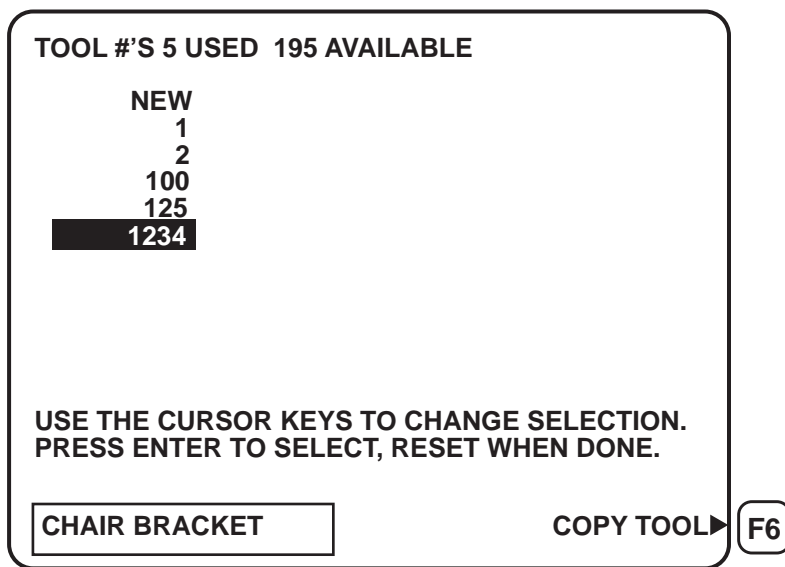 TOOL #'S 5 USED 195 AVAILABLE
NEW
1
2
100
125
1234
USE THE CURSOR KEYS TO CHANGE SELECTION.
PRESS ENTER TO SELECT, RESET WHEN DONE.
CHAIR BRACKET COPY TOOL▶ F6